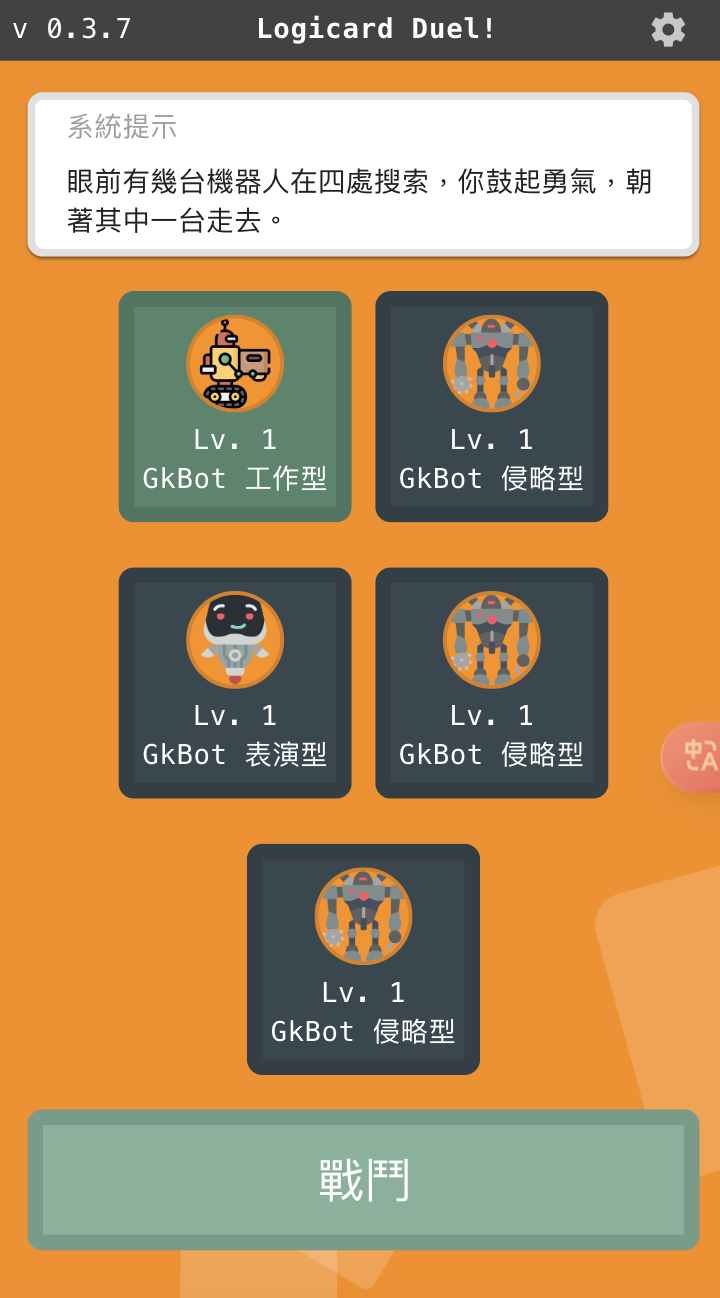 v 0.3.7
Logicard Duel!
系統提示
眼前有幾台機器人在四處搜索，你鼓起勇氣，朝
著其中一台走去。
Lv. 1
GkBot 工作型
Lv. 1
GkBot 侵略型
Lv. 1
GkBot 表演型
Lv. 1
GkBot 侵略型
中A
Lv. 1
GkBot 侵略型
戰鬥